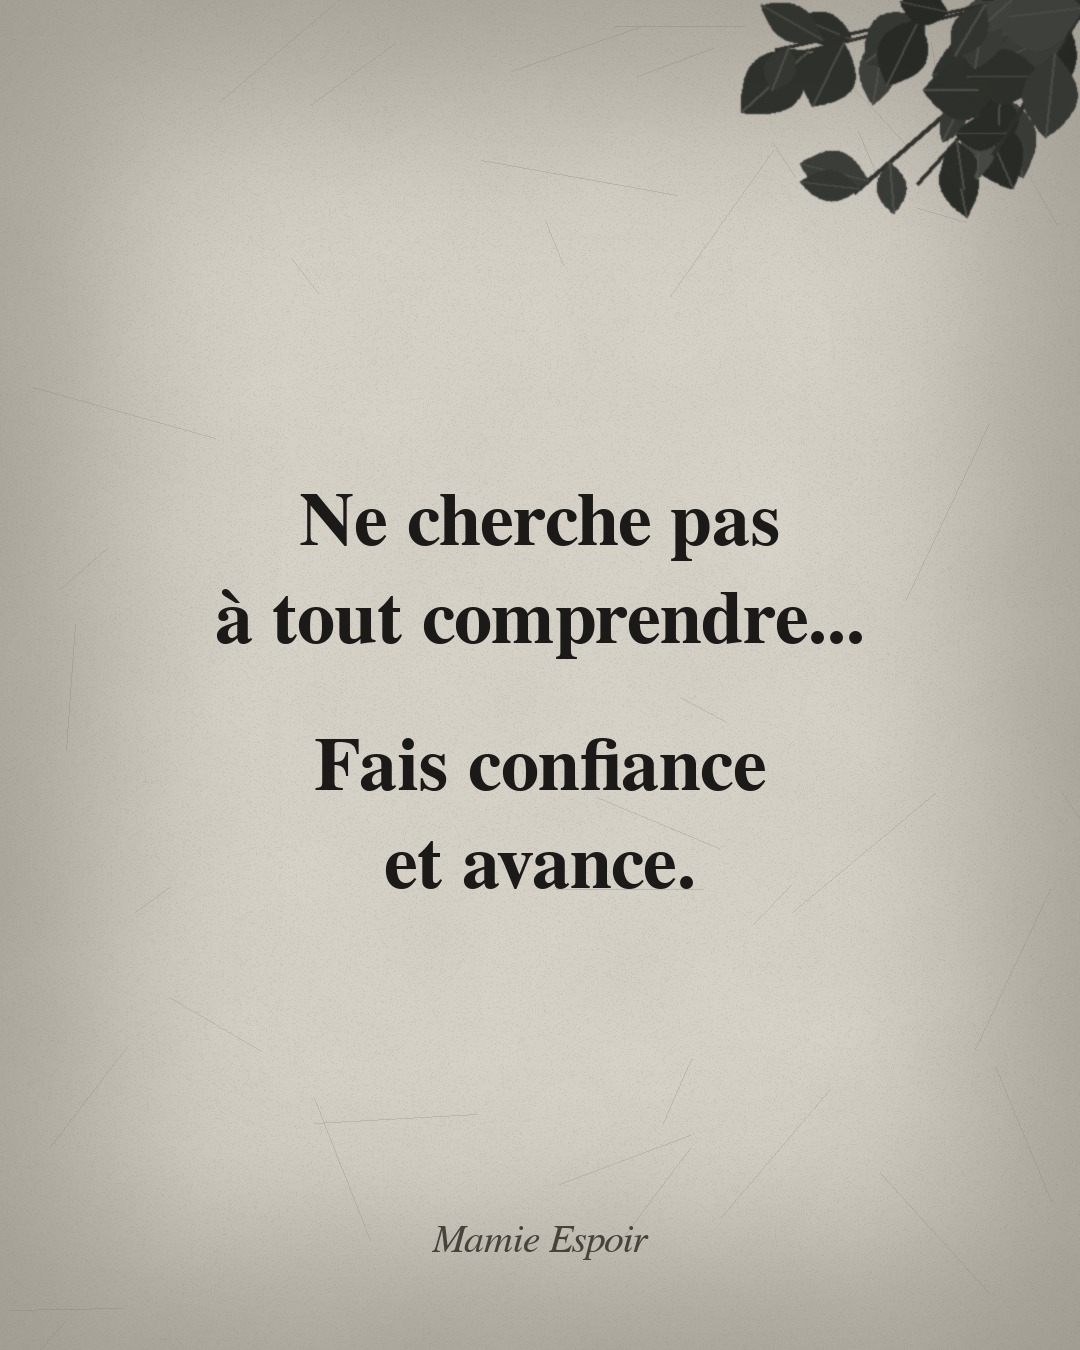 Ne cherche pas
à tout comprendre...
Fais confiance
et avance.
Mamie Espoir